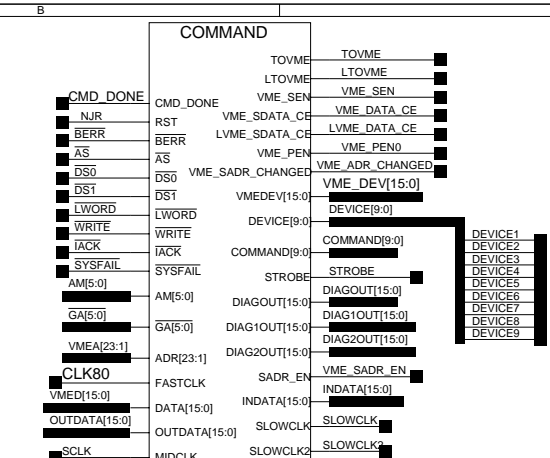 B
COMMAND
TOVME TOVME
LTOVME LTOVME
CMD_DONE CMD_DONE VME_SEN VME_SEN
NJR RST VME_SDATA_CE VME_DATA_CE
BERR BERR LVME_SDATA_CE LVME_DATA_CE
AS AS VME_PEN VME_PEN0
DS0 DS0 VME_SADR_CHANGED VME_ADR_CHANGED
DS1 DS1 VMEDEV[15:0] VME_DEV[15:0]
LWORD LWORD DEVICE[9:0] DEVICE[9:0]
WRITE WRITE DEVICE1
IACK IACK COMMAND[9:0] COMMAND[9:0] DEVICE2
DEVICE3
SYSFAIL SYSFAIL STROBE STROBE DEVICE4
DEVICE5
AM[5:0] AM[5:0] DIAGOUT[15:0] DIAGOUT[15:0] DEVICE6
DEVICE7
GA[5:0] GA[5:0] DIAG1OUT[15:0] DIAG1OUT[15:0] DEVICE8
DEVICE9
VMEA[23:1] ADR[23:1] DIAG2OUT[15:0] DIAG2OUT[15:0]
CLK80 FASTCLK SADR_EN VME_SADR_EN
VMED[15:0] DATA[15:0] INDATA[15:0] INDATA[15:0]
OUTDATA[15:0] OUTDATA[15:0] SLOWCLK SLOWCLK
SCLK MIDCLK SLOWCLK2 SLOWCLK2